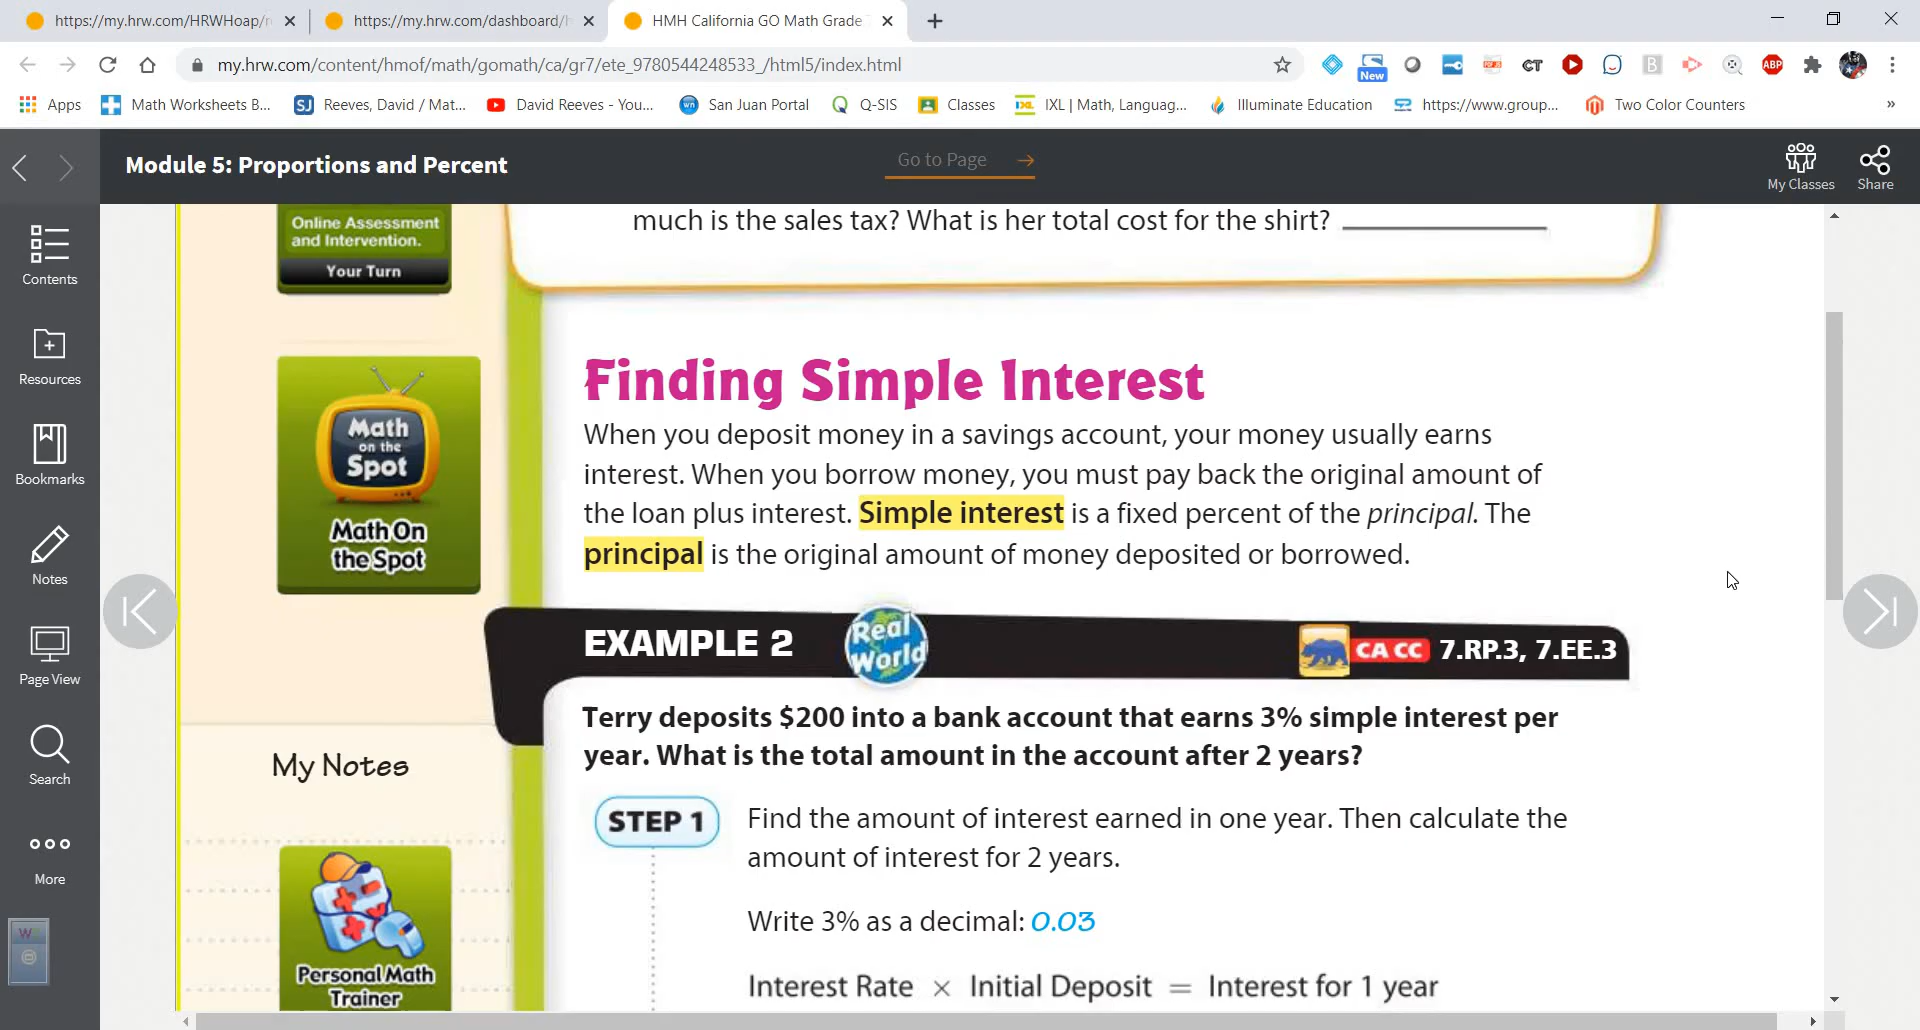 https://my.hrw.com/HRWHoap/r
https://my.hrw.com/dashboard/h
HMH California GO Math Grade 7
my.hrw.com/content/hmof/math/gomath/ca/gr7/ete_9780544248533_/html5/index.html
New
CT
B
ABP
Apps
Math Worksheets B...
SJ Reeves, David / Mat...
David Reeves - You...
San Juan Portal
Q-SIS
Classes
IXL | Math, Languag...
Illuminate Education
https://www.group...
Two Color Counters
»
Module 5: Proportions and Percent
Go to Page
My Classes
Share
Contents
Resources
Bookmarks
Notes
Page View
Search
More
Online Assessment
and Intervention.
Your Turn
much is the sales tax? What is her total cost for the shirt?
Math
on the
Spot
Math On
the Spot
Finding Simple Interest
When you deposit money in a savings account, your money usually earns
interest. When you borrow money, you must pay back the original amount of
the loan plus interest. Simple interest is a fixed percent of the principal. The
principal is the original amount of money deposited or borrowed.
EXAMPLE 2
Real
World
CA CC 7.RP.3, 7.EE.3
Terry deposits $200 into a bank account that earns 3% simple interest per
year. What is the total amount in the account after 2 years?
My Notes
STEP 1
Find the amount of interest earned in one year. Then calculate the
amount of interest for 2 years.
Write 3% as a decimal: 0.03
Interest Rate × Initial Deposit = Interest for 1 year
Personal Math
Trainer